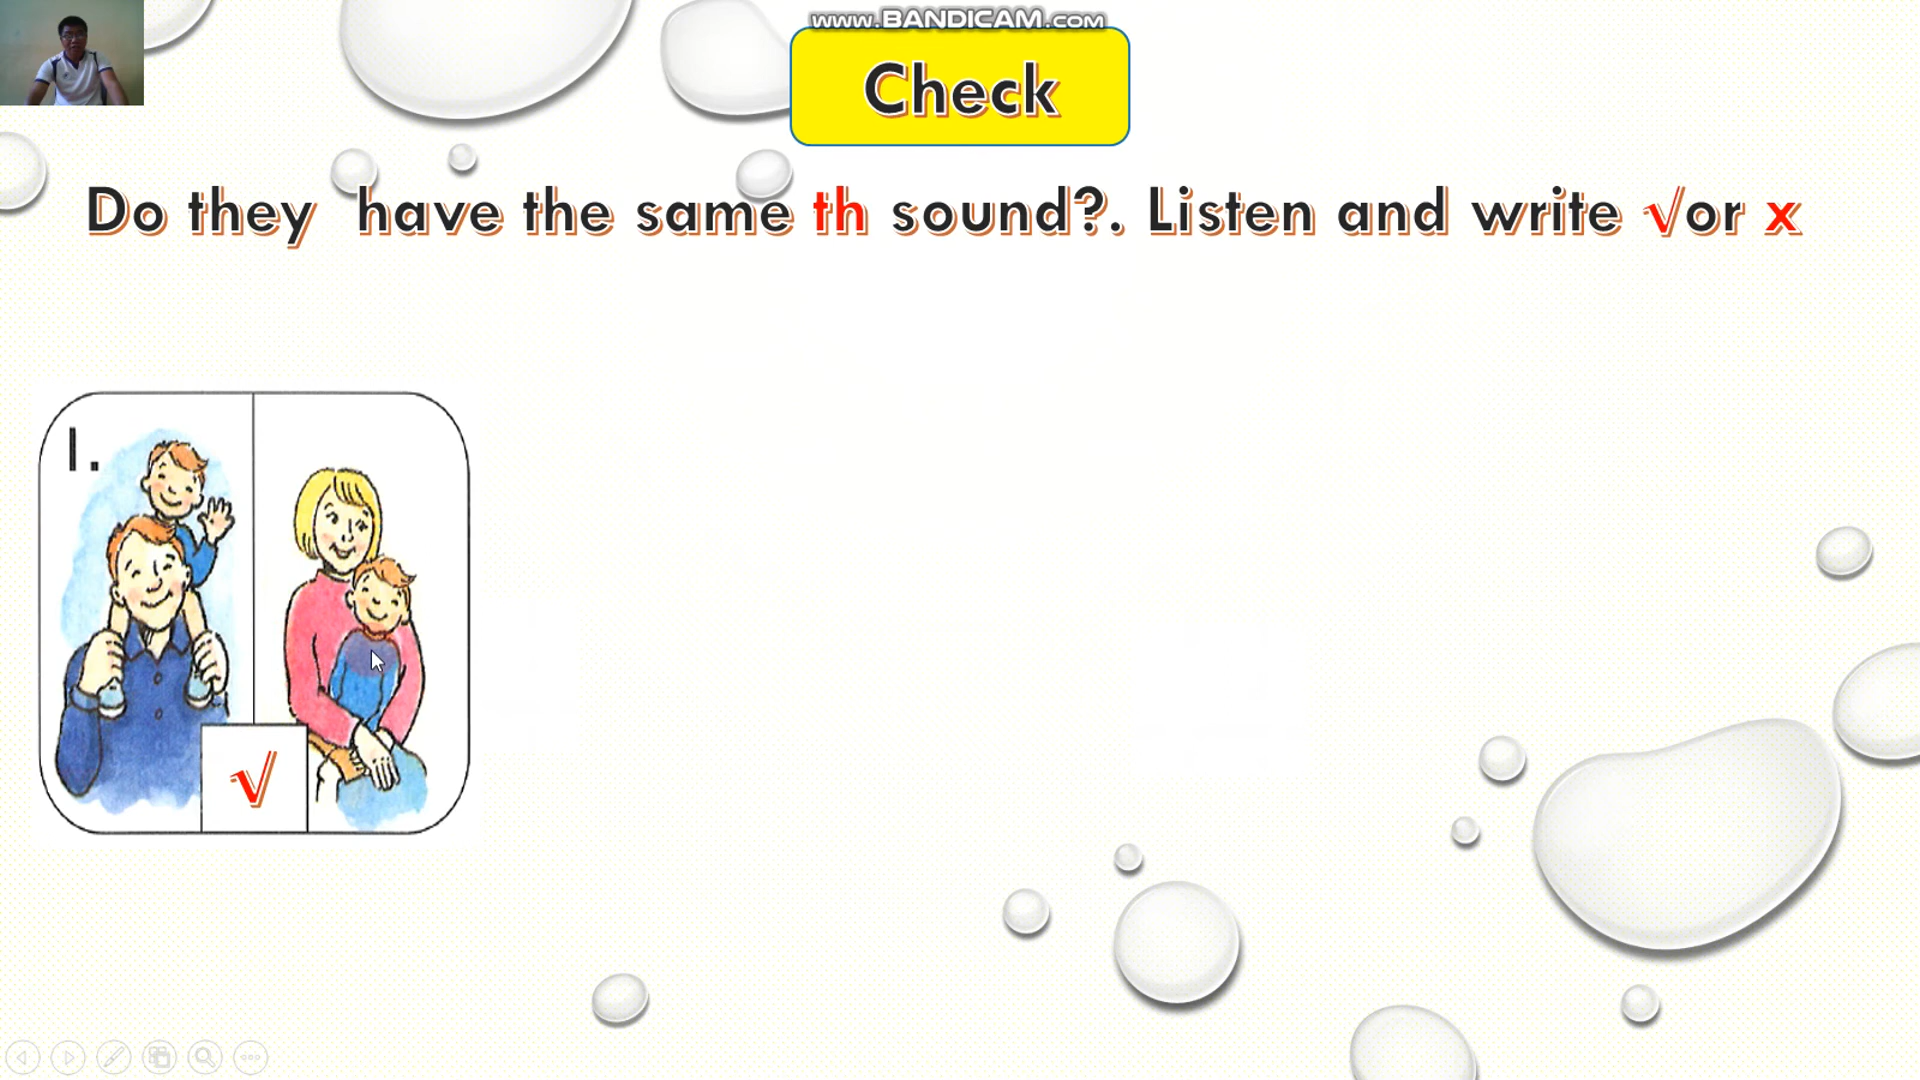 www.BANDICAM.com
Check
Do they have the same th sound?. Listen and write √or x
1.
√